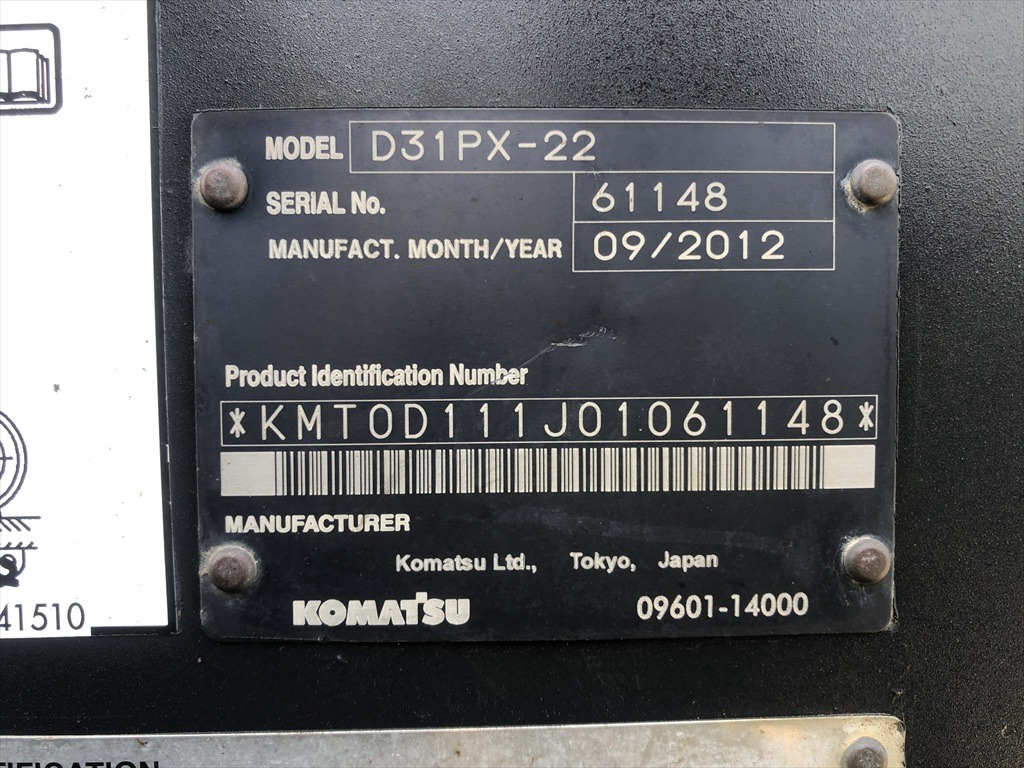 MODEL D31PX-22
SERIAL No. 61148
MANUFACT. MONTH/YEAR 09/2012
Product Identification Number
*KMT0D111J01061148*
MANUFACTURER
Komatsu Ltd., Tokyo, Japan
KOMATSU 09601-14000
41510
TIFICATION